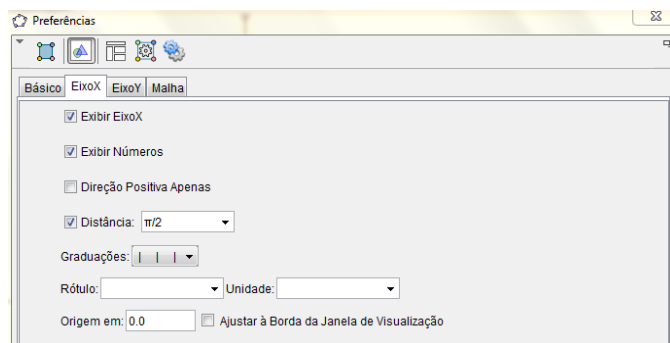 Preferências
Básico EixoX EixoY Malha
Exibir EixoX
Exibir Números
Direção Positiva Apenas
Distância: π/2
Graduações:
Rótulo: Unidade:
Origem em: 0.0 Ajustar à Borda da Janela de Visualização